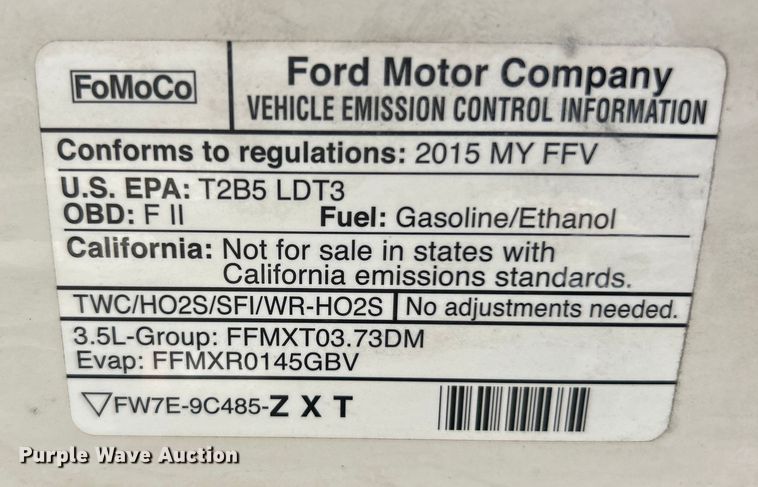 FoMoCo
Ford Motor Company
VEHICLE EMISSION CONTROL INFORMATION
Conforms to regulations: 2015 MY FFV
U.S. EPA: T2B5 LDT3
OBD: F II Fuel: Gasoline/Ethanol
California: Not for sale in states with
California emissions standards.
TWC/HO2S/SFI/WR-HO2S No adjustments needed.
3.5L-Group: FFMXT03.73DM
Evap: FFMXR0145GBV
FW7E-9C485-Z X T
Purple Wave Auction